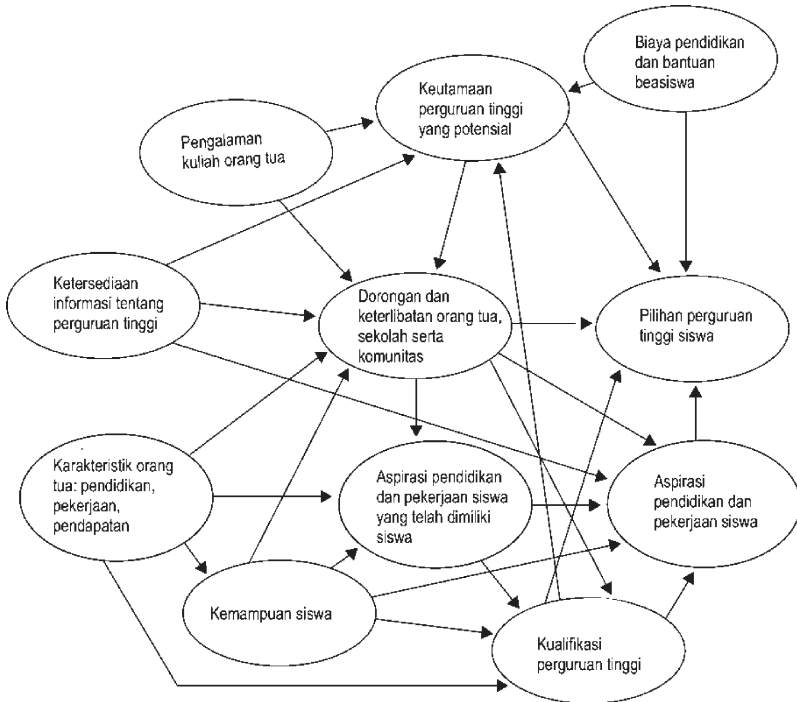 Biaya pendidikan
dan bantuan
beasiswa
Keutamaan
perguruan tinggi
yang potensial
Pengalaman
kuliah orang tua
Ketersediaan
informasi tentang
perguruan tinggi
Dorongan dan
keterlibatan orang tua,
sekolah serta
komunitas
Pilihan perguruan
tinggi siswa
Karakteristik orang
tua: pendidikan,
pekerjaan,
pendapatan
Aspirasi pendidikan
dan pekerjaan siswa
yang telah dimiliki
siswa
Aspirasi
pendidikan dan
pekerjaan siswa
Kemampuan siswa
Kualifikasi
perguruan tinggi